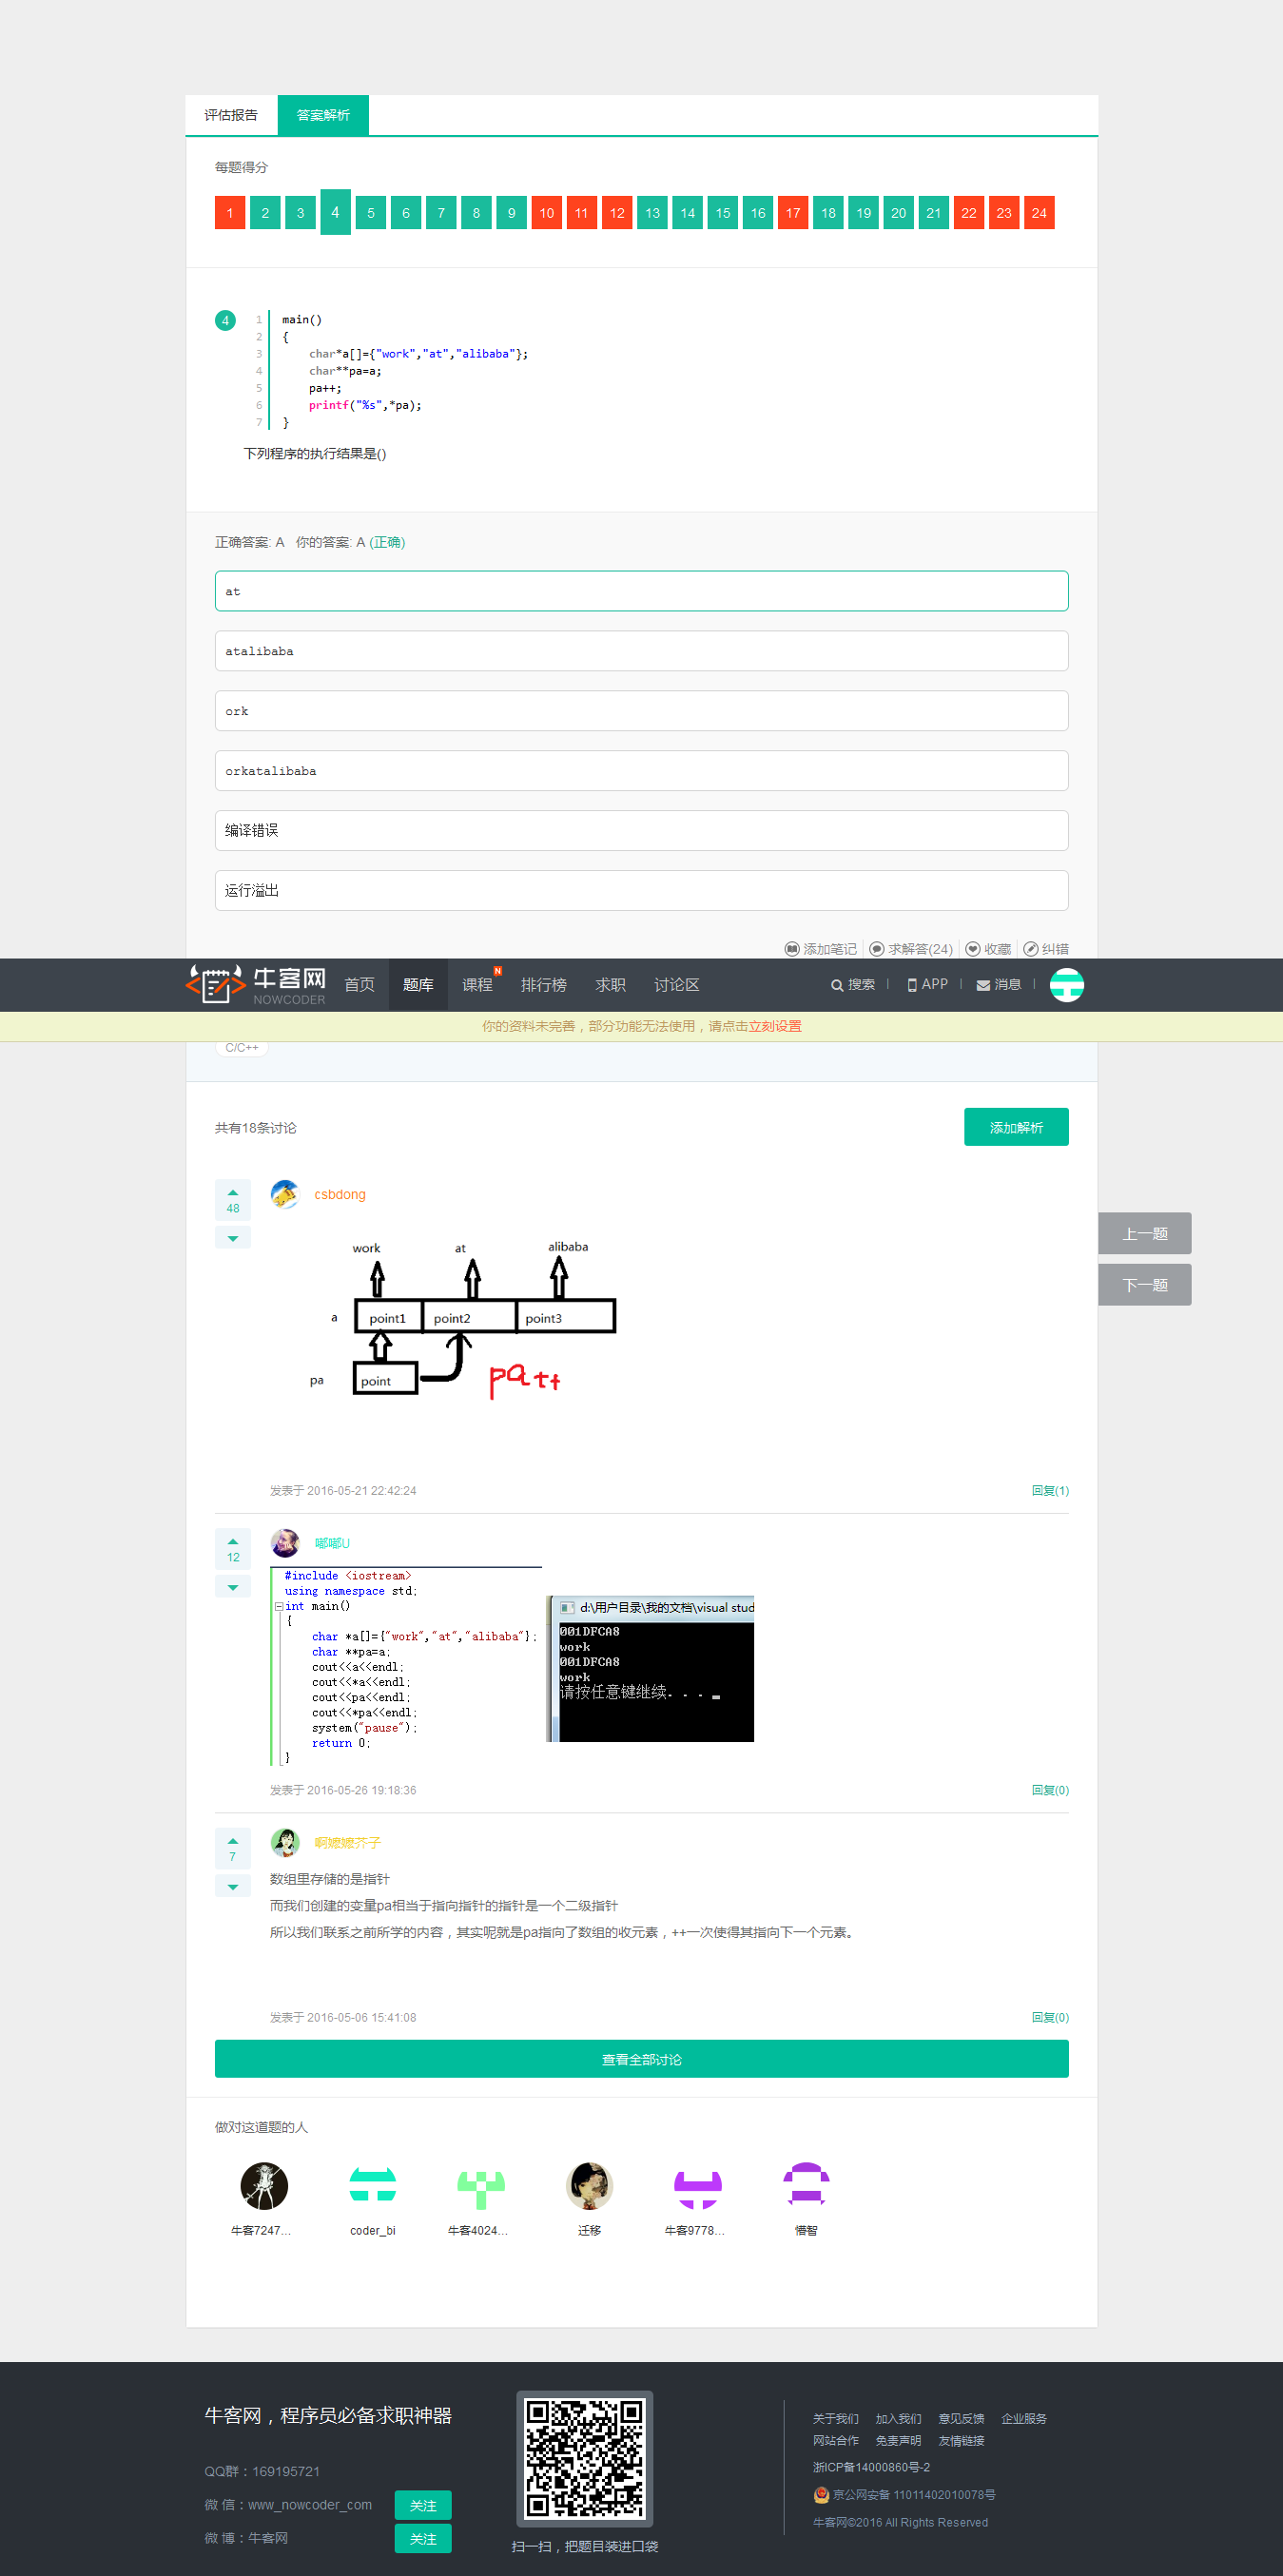 评估报告 答案解析
每题得分
1 2 3 4 5 6 7 8 9 10 11 12 13 14 15 16 17 18 19 20 21 22 23 24
4
1 main()
2 {
3 char*a[]={"work","at","alibaba"};
4 char**pa=a;
5 pa++;
6 printf("%s",*pa);
7 }
下列程序的执行结果是()
正确答案: A 你的答案: A (正确)
at
atalibaba
ork
orkatalibaba
编译错误
运行溢出
添加笔记 求解答(24) 收藏 纠错
牛客网 NOWCODER 首页 题库 课程 N 排行榜 求职 讨论区 搜索 APP 消息
你的资料未完善，部分功能无法使用，请点击立刻设置
C/C++
共有18条讨论 添加解析
48 csbdong
上一题
下一题
work at alibaba
a point1 point2 point3
pa point pa++
发表于 2016-05-21 22:42:24 回复(1)
12 嘟嘟U
#include <iostream>
using namespace std;
int main()
{
char *a[]={"work","at","alibaba"};
char **pa=a;
cout<<a<<endl;
cout<<*a<<endl;
cout<<pa<<endl;
cout<<*pa<<endl;
system("pause");
return 0;
}
d:\用户目录\我的文档\visual stud
001DFCA8
work
001DFCA8
work
请按任意键继续. . .
发表于 2016-05-26 19:18:36 回复(0)
7 啊嬷嬷芥子
数组里存储的是指针
而我们创建的变量pa相当于指向指针的指针是一个二级指针
所以我们联系之前所学的内容，其实呢就是pa指向了数组的收元素，++一次使得其指向下一个元素。
发表于 2016-05-06 15:41:08 回复(0)
查看全部讨论
做对这道题的人
牛客7247... coder_bi 牛客4024... 迁移 牛客9778... 懵智
牛客网，程序员必备求职神器
QQ群：169195721
微 信：www_nowcoder_com 关注
微 博：牛客网 关注
扫一扫，把题目装进口袋
关于我们 加入我们 意见反馈 企业服务
网站合作 免责声明 友情链接
浙ICP备14000860号-2
京公网安备 11011402010078号
牛客网©2016 All Rights Reserved